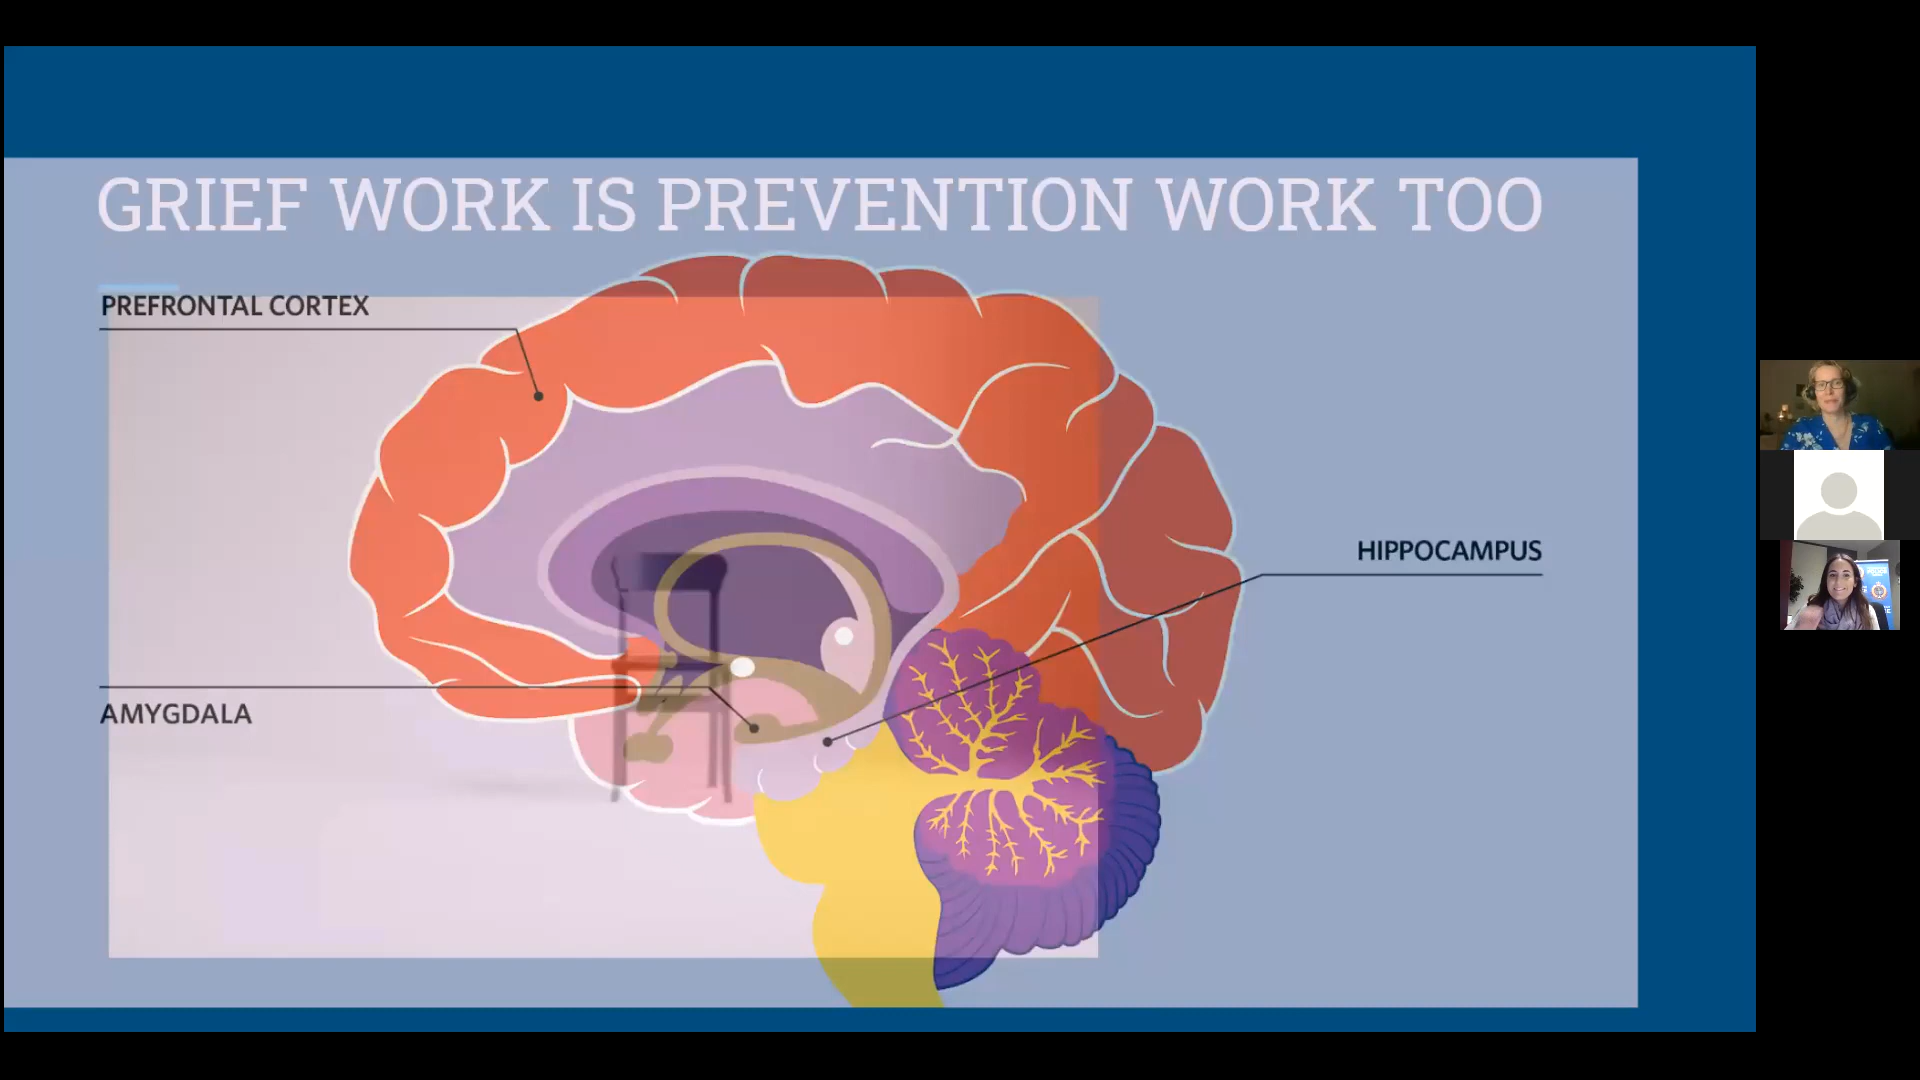 GRIEF WORK IS PREVENTION WORK TOO
PREFRONTAL CORTEX
HIPPOCAMPUS
AMYGDALA